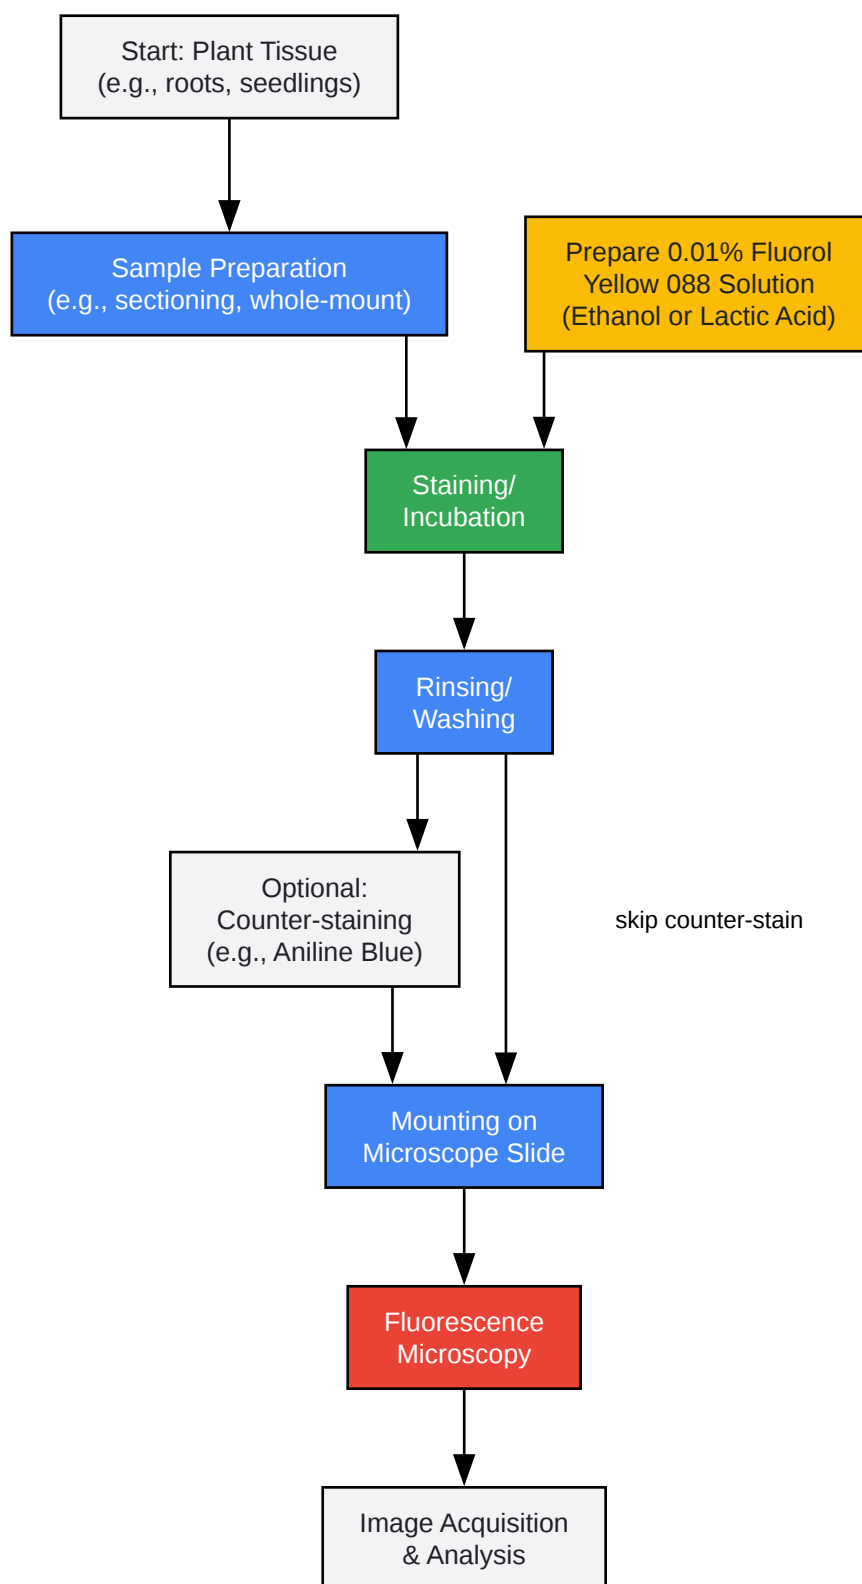 Start: Plant Tissue
(e.g., roots, seedlings)
Sample Preparation
(e.g., sectioning, whole-mount)
Prepare 0.01% Fluorol
Yellow 088 Solution
(Ethanol or Lactic Acid)
Staining/
Incubation
Rinsing/
Washing
Optional:
Counter-staining
(e.g., Aniline Blue)
skip counter-stain
Mounting on
Microscope Slide
Fluorescence
Microscopy
Image Acquisition
& Analysis